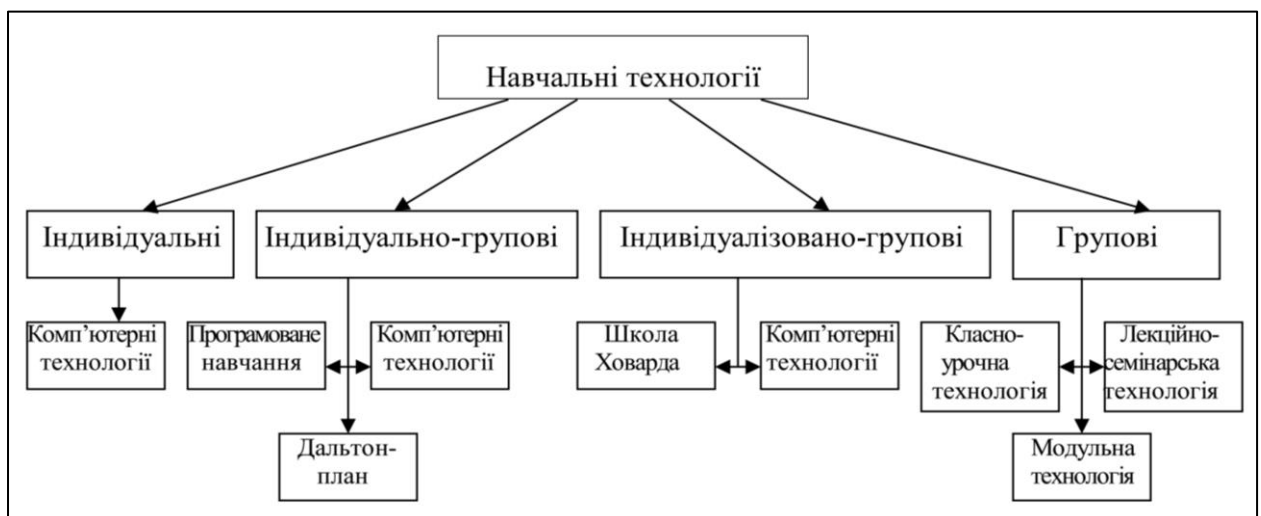 Навчальні технології
Індивідуальні
Індивідуально-групові
Індивідуалізовано-групові
Групові
Комп’ютерні
технології
Програмоване
навчання
Комп’ютерні
технології
Дальтон-
план
Школа
Ховарда
Комп’ютерні
технології
Класно-
урочна
технологія
Лекційно-
семінарська
технологія
Модульна
технологія